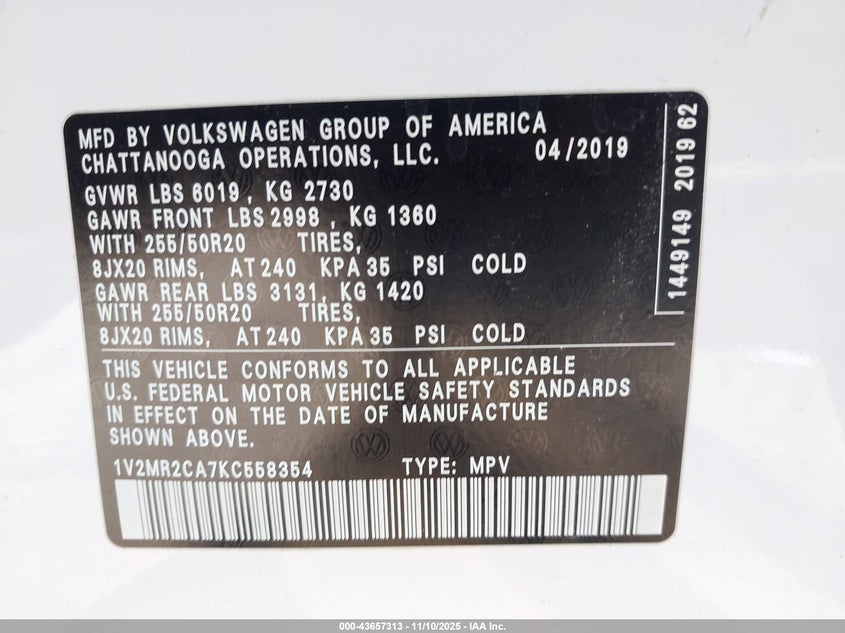 MFD BY VOLKSWAGEN GROUP OF AMERICA
CHATTANOOGA OPERATIONS, LLC. 04/2019
GVWR LBS 6019, KG 2730
GAWR FRONT LBS 2998, KG 1360
WITH 255/50R20 TIRES,
8JX20 RIMS, AT 240 KPA 35 PSI COLD
GAWR REAR LBS 3131, KG 1420
WITH 255/50R20 TIRES,
8JX20 RIMS, AT 240 KPA 35 PSI COLD
THIS VEHICLE CONFORMS TO ALL APPLICABLE
U.S. FEDERAL MOTOR VEHICLE SAFETY STANDARDS
IN EFFECT ON THE DATE OF MANUFACTURE
SHOWN ABOVE.
1V2MR2CA7KC558354 TYPE: MPV
1449149 2019 62
000-43657313 - 11/10/2025 - IAA Inc.